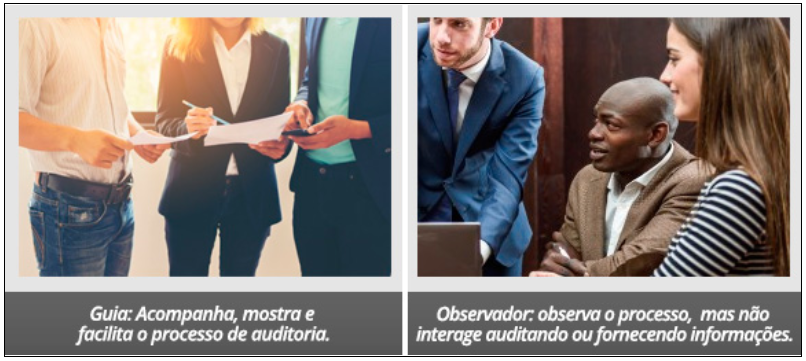 Guia: Acompanha, mostra e
facilita o processo de auditoria.
Observador: observa o processo, mas não
interage auditando ou fornecendo informações.